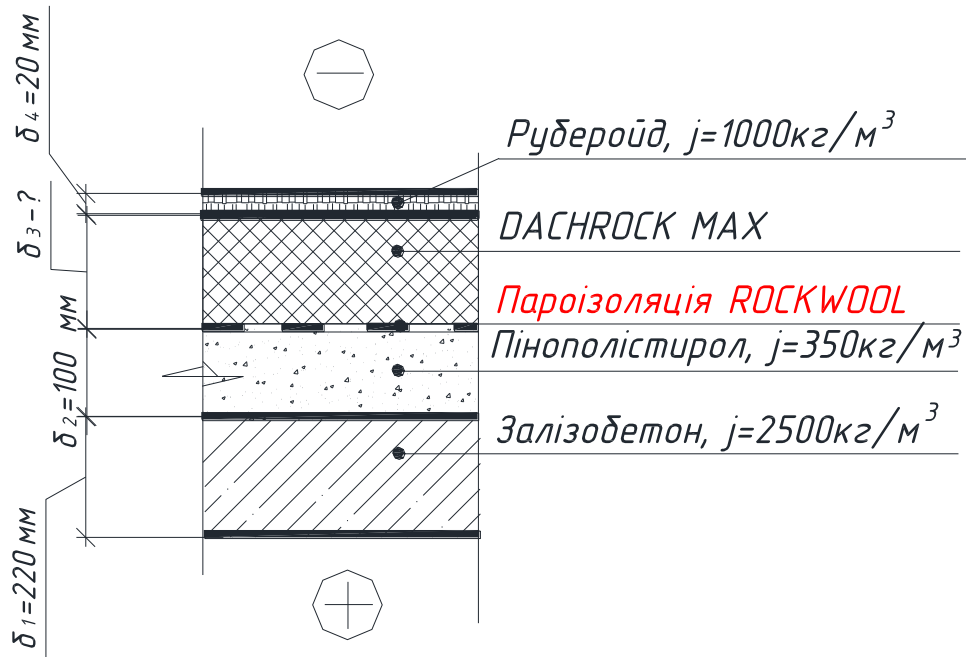 δ₄=20 мм
Рубероїд, j=1000кг/м³
δ₃-?
DACHROCK MAX
Пароізоляція ROCKWOOL
Пінополістирол, j=350кг/м³
δ₂=100 мм
Залізобетон, j=2500кг/м³
δ₁=220 мм